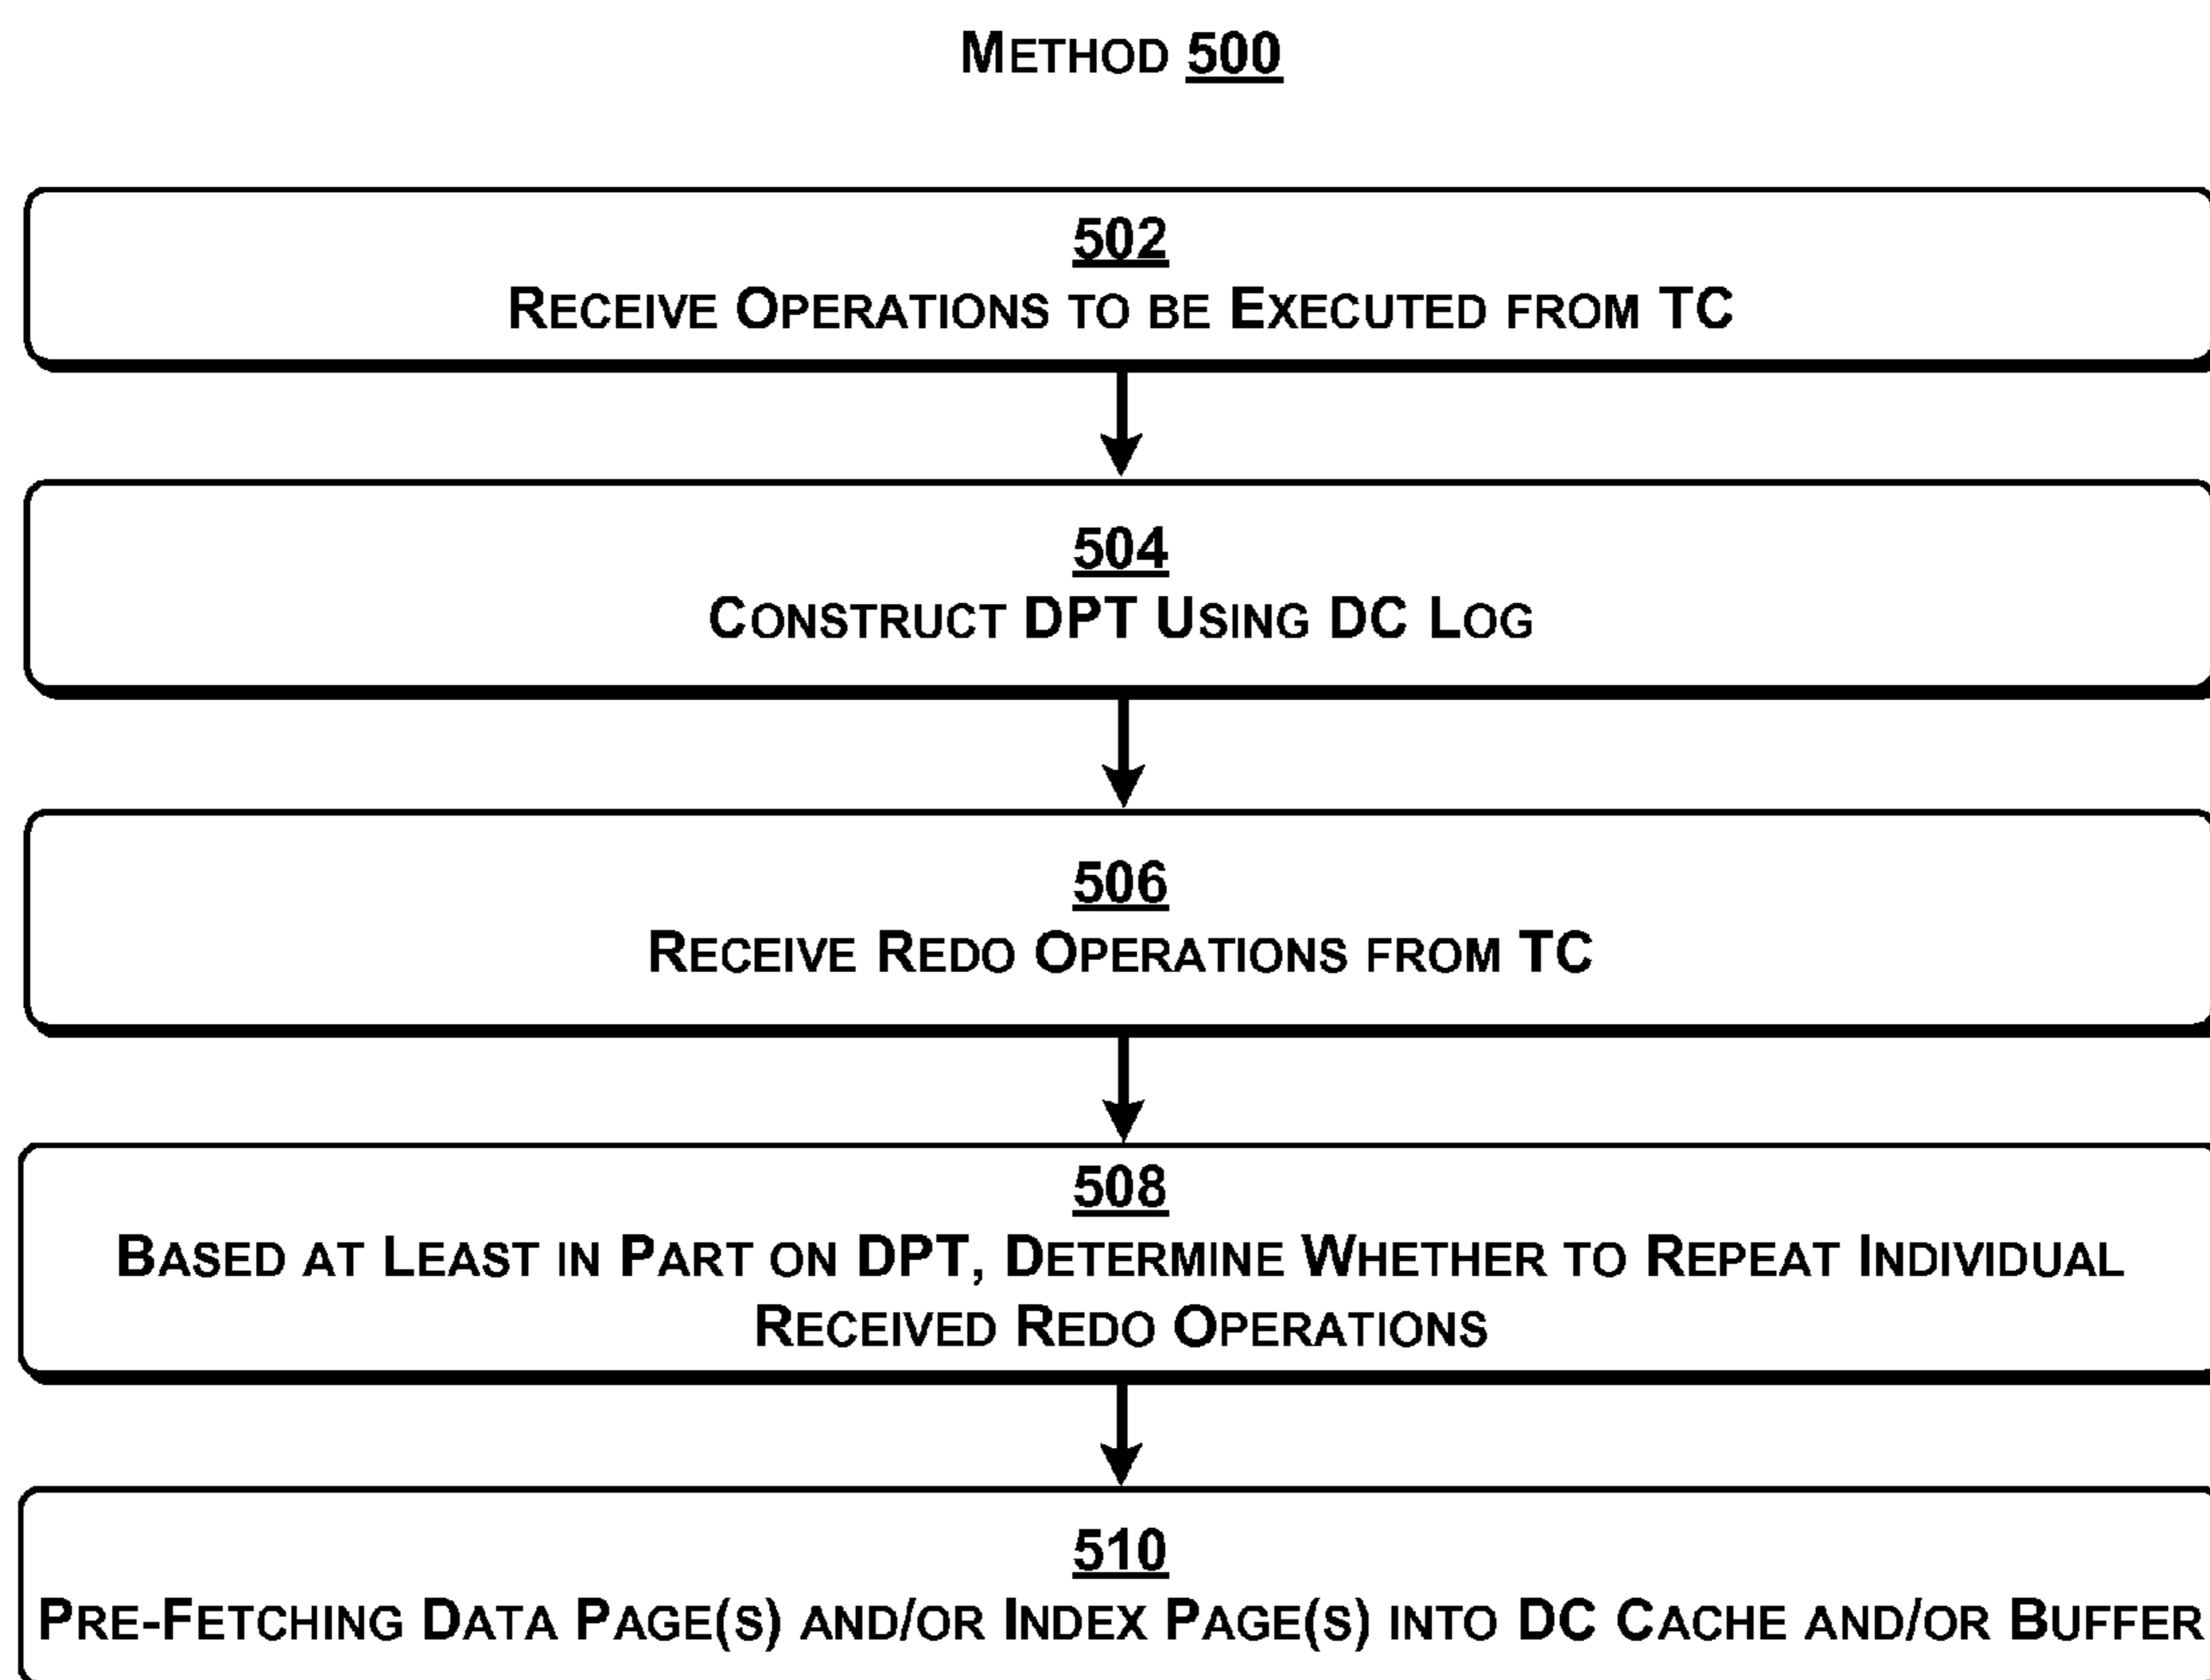 METHOD 500
502
RECEIVE OPERATIONS TO BE EXECUTED FROM TC
504
CONSTRUCT DPT USING DC LOG
506
RECEIVE REDO OPERATIONS FROM TC
508
BASED AT LEAST IN PART ON DPT, DETERMINE WHETHER TO REPEAT INDIVIDUAL
RECEIVED REDO OPERATIONS
510
PRE-FETCHING DATA PAGE(S) AND/OR INDEX PAGE(S) INTO DC CACHE AND/OR BUFFER